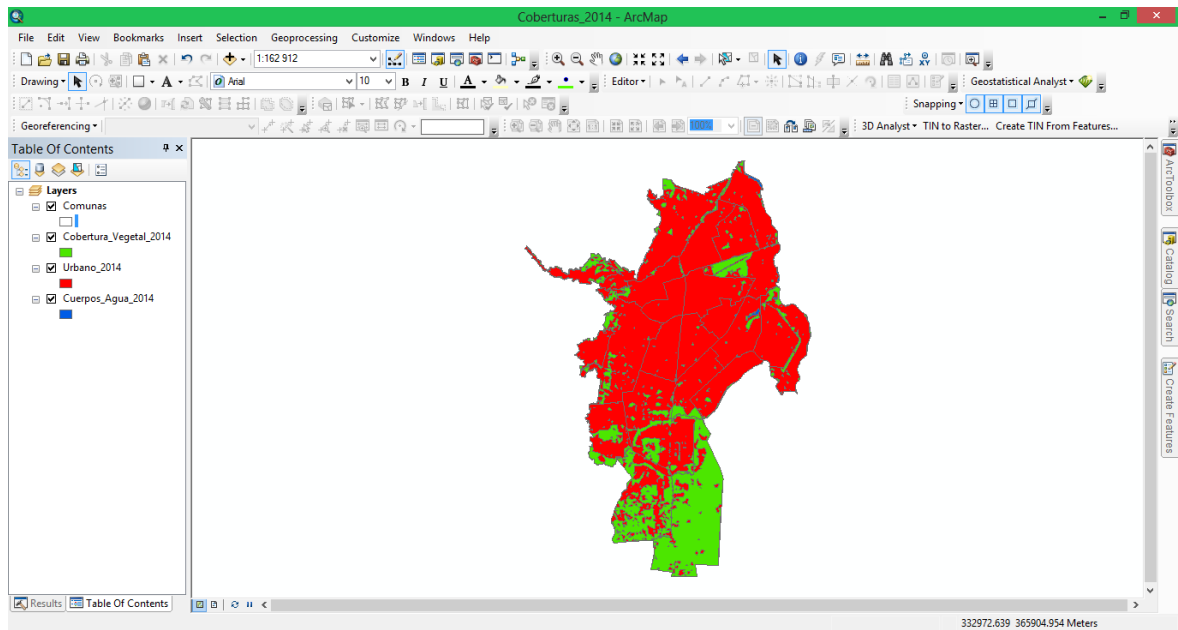 Coberturas_2014 - ArcMap
File Edit View Bookmarks Insert Selection Geoprocessing Customize Windows Help
1:162 912
Drawing Arial 10 B I U A Editor Geostatistical Analyst
Snapping
Georeferencing 100% 3D Analyst TIN to Raster... Create TIN From Features...
Table Of Contents
Layers
Comunas
Cobertura_Vegetal_2014
Urbano_2014
Cuerpos_Agua_2014
ArcToolbox
Catalog
Search
Create Features
Results Table Of Contents
332972.639 365904.954 Meters